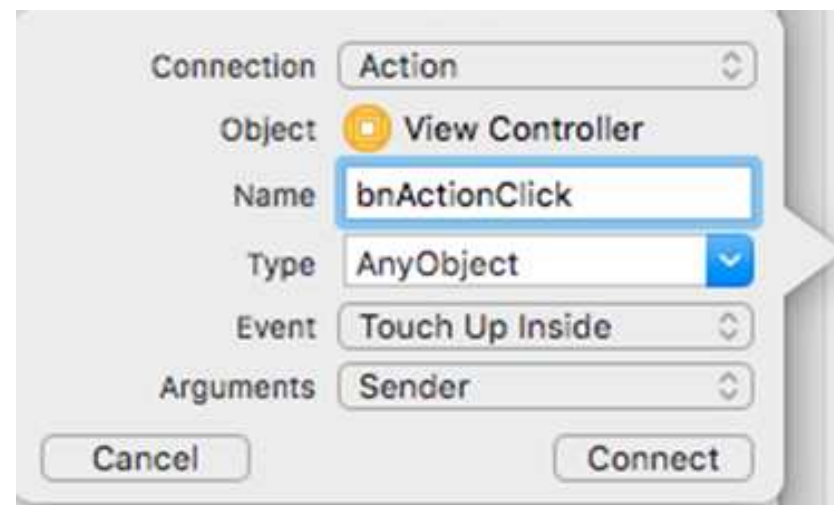 Connection Action
Object View Controller
Name bnActionClick
Type AnyObject
Event Touch Up Inside
Arguments Sender
Cancel Connect